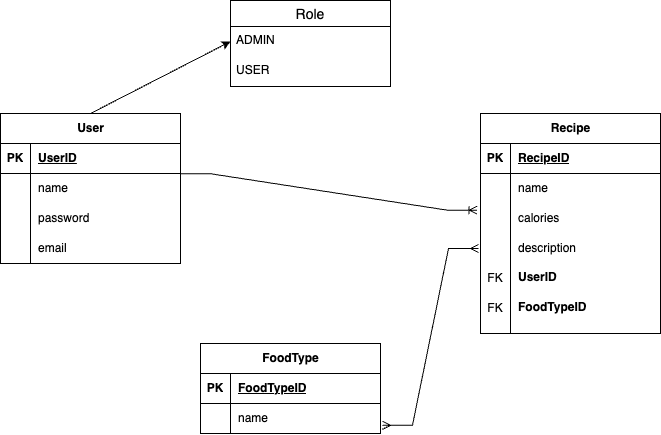 Role
ADMIN
USER
User
PK UserID
name
password
email
Recipe
PK RecipeID
name
calories
description
FK UserID
FK FoodTypeID
FoodType
PK FoodTypeID
name